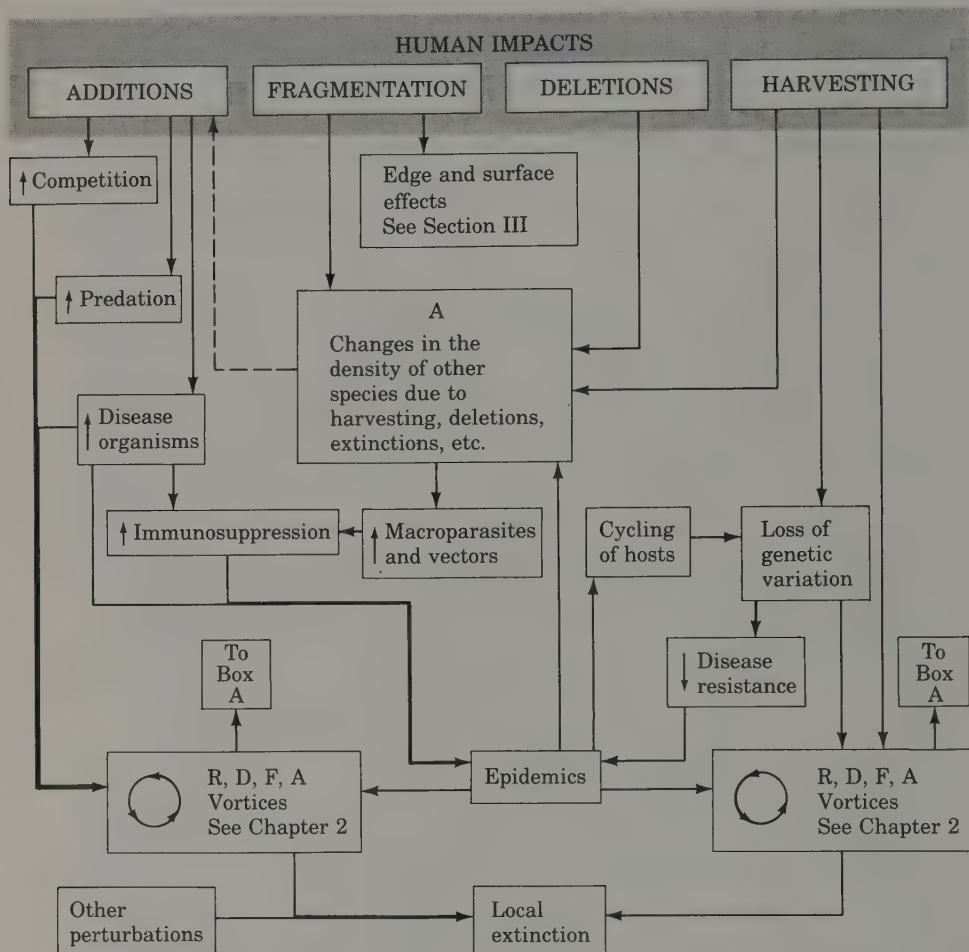 HUMAN IMPACTS
ADDITIONS
FRAGMENTATION
DELETIONS
HARVESTING
↑ Competition
Edge and surface
effects
See Section III
↑ Predation
A
Changes in the
density of other
species due to
harvesting, deletions,
extinctions, etc.
↑ Disease
organisms
↑ Immunosuppression
↑ Macroparasites
and vectors
Cycling
of hosts
Loss of
genetic
variation
To
Box
A
↓ Disease
resistance
To
Box
A
R, D, F, A
Vortices
See Chapter 2
Epidemics
R, D, F, A
Vortices
See Chapter 2
Other
perturbations
Local
extinction